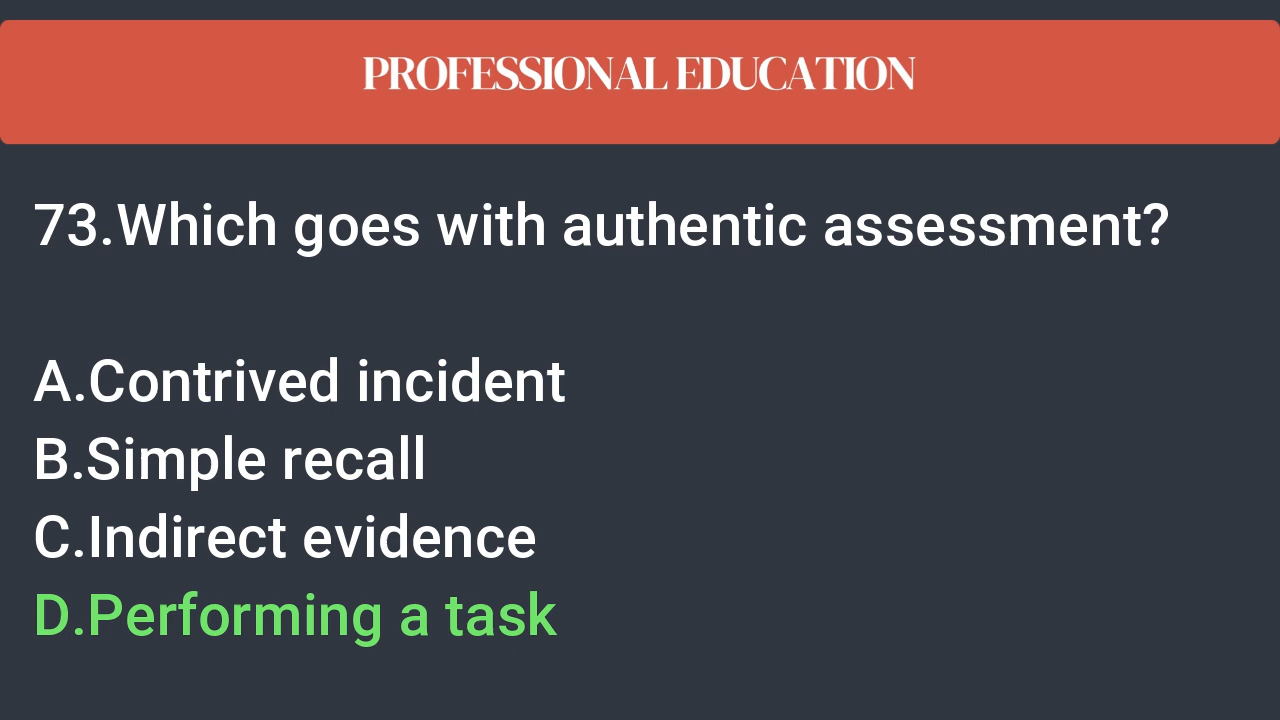 PROFESSIONAL EDUCATION
73.Which goes with authentic assessment?
A.Contrived incident
B.Simple recall
C.Indirect evidence
D.Performing a task